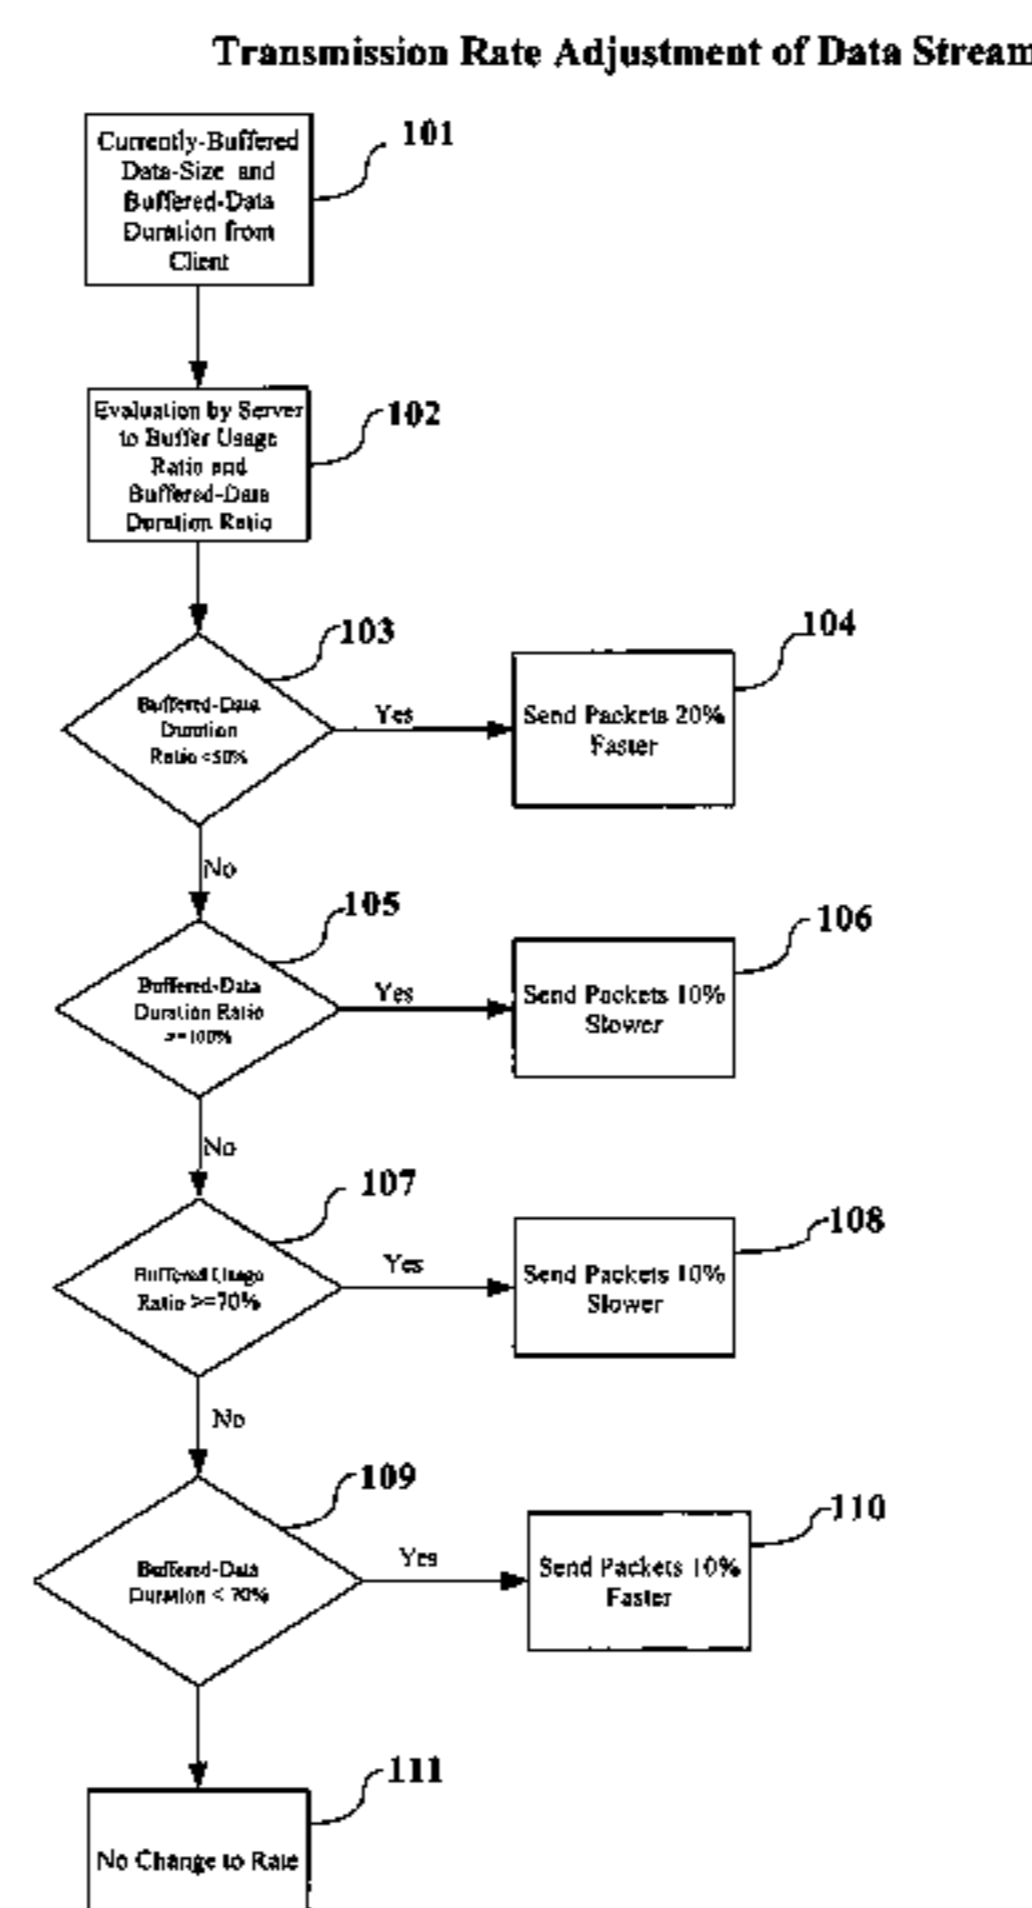 Transmission Rate Adjustment of Data Stream
Currently-Buffered
Data-Size and
Buffered-Data
Duration from
Client
101
Evaluation by Server
to Buffer Usage
Ratio and
Buffered-Data
Duration Ratio
102
103
Buffered-Data
Duration
Ratio <50%
Yes
104
Send Packets 20%
Faster
No
105
Buffered-Data
Duration Ratio
>=100%
Yes
106
Send Packets 10%
Slower
No
107
Buffered Usage
Ratio >=70%
Yes
108
Send Packets 10%
Slower
No
109
Buffered-Data
Duration < 70%
Yes
110
Send Packets 10%
Faster
111
No Change to Rate